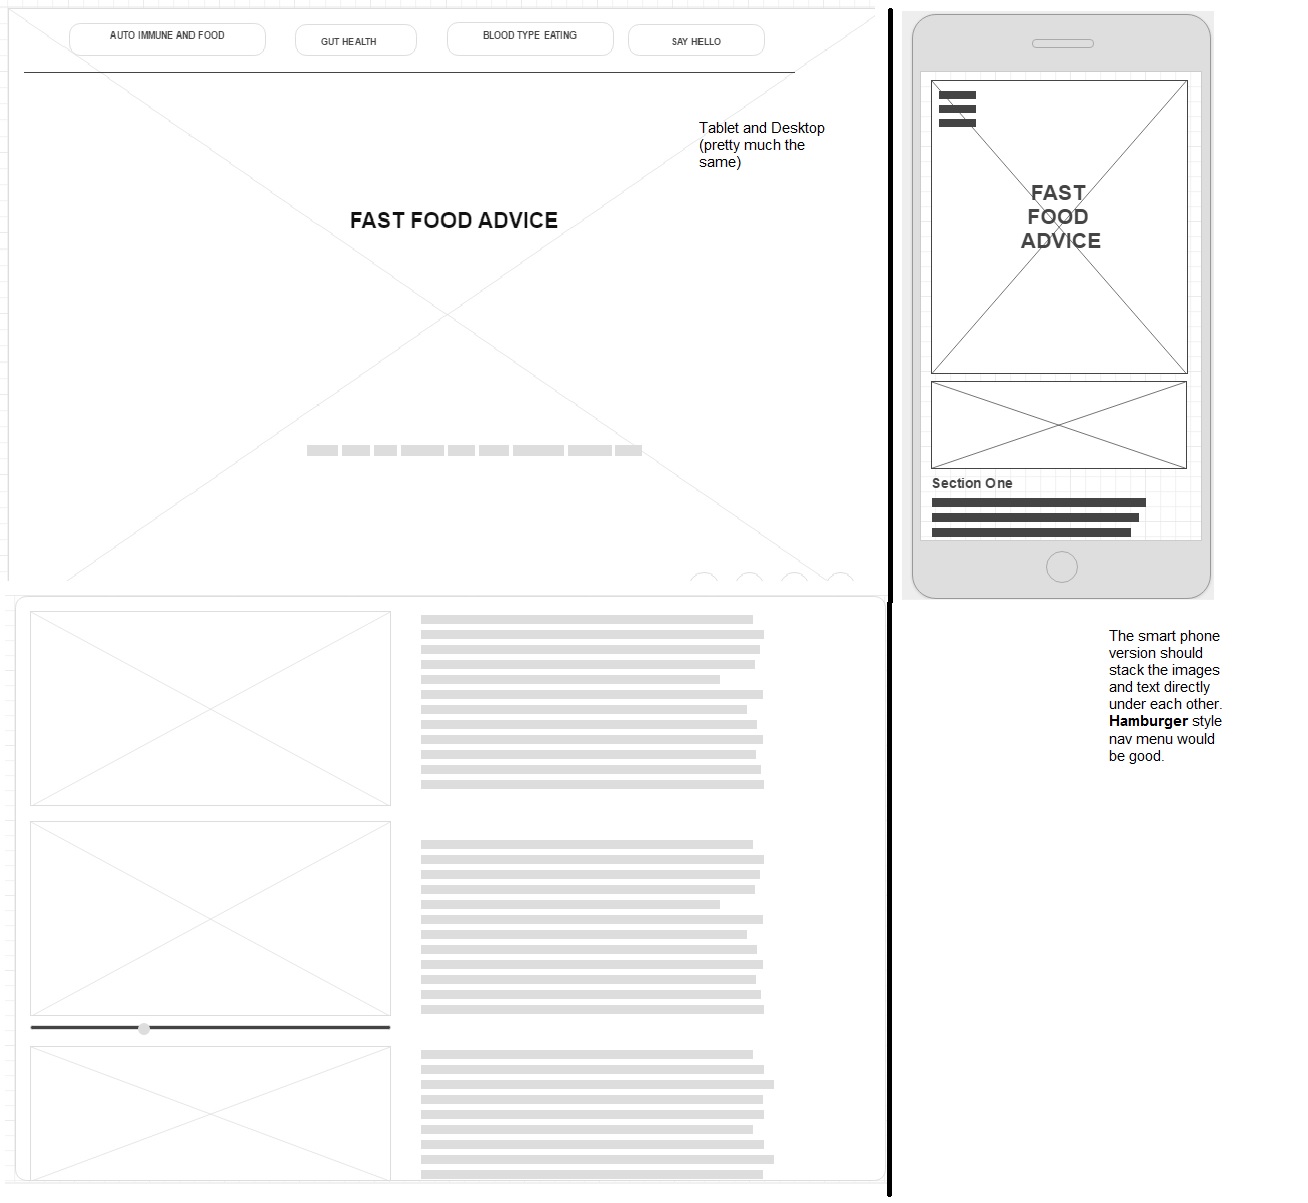 AUTO IMMUNE AND FOOD
GUT HEALTH
BLOOD TYPE EATING
SAY HELLO
Tablet and Desktop
(pretty much the
same)
FAST FOOD ADVICE
FAST
FOOD
ADVICE
Section One
The smart phone
version should
stack the images
and text directly
under each other.
Hamburger style
nav menu would
be good.